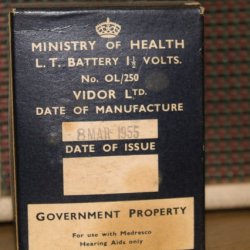 MINISTRY OF HEALTH
L. T. BATTERY 1½ VOLTS.
No. OL/250
VIDOR LTD.
DATE OF MANUFACTURE
8 MAR 1955
DATE OF ISSUE
GOVERNMENT PROPERTY
For use with Medresco
Hearing Aids only